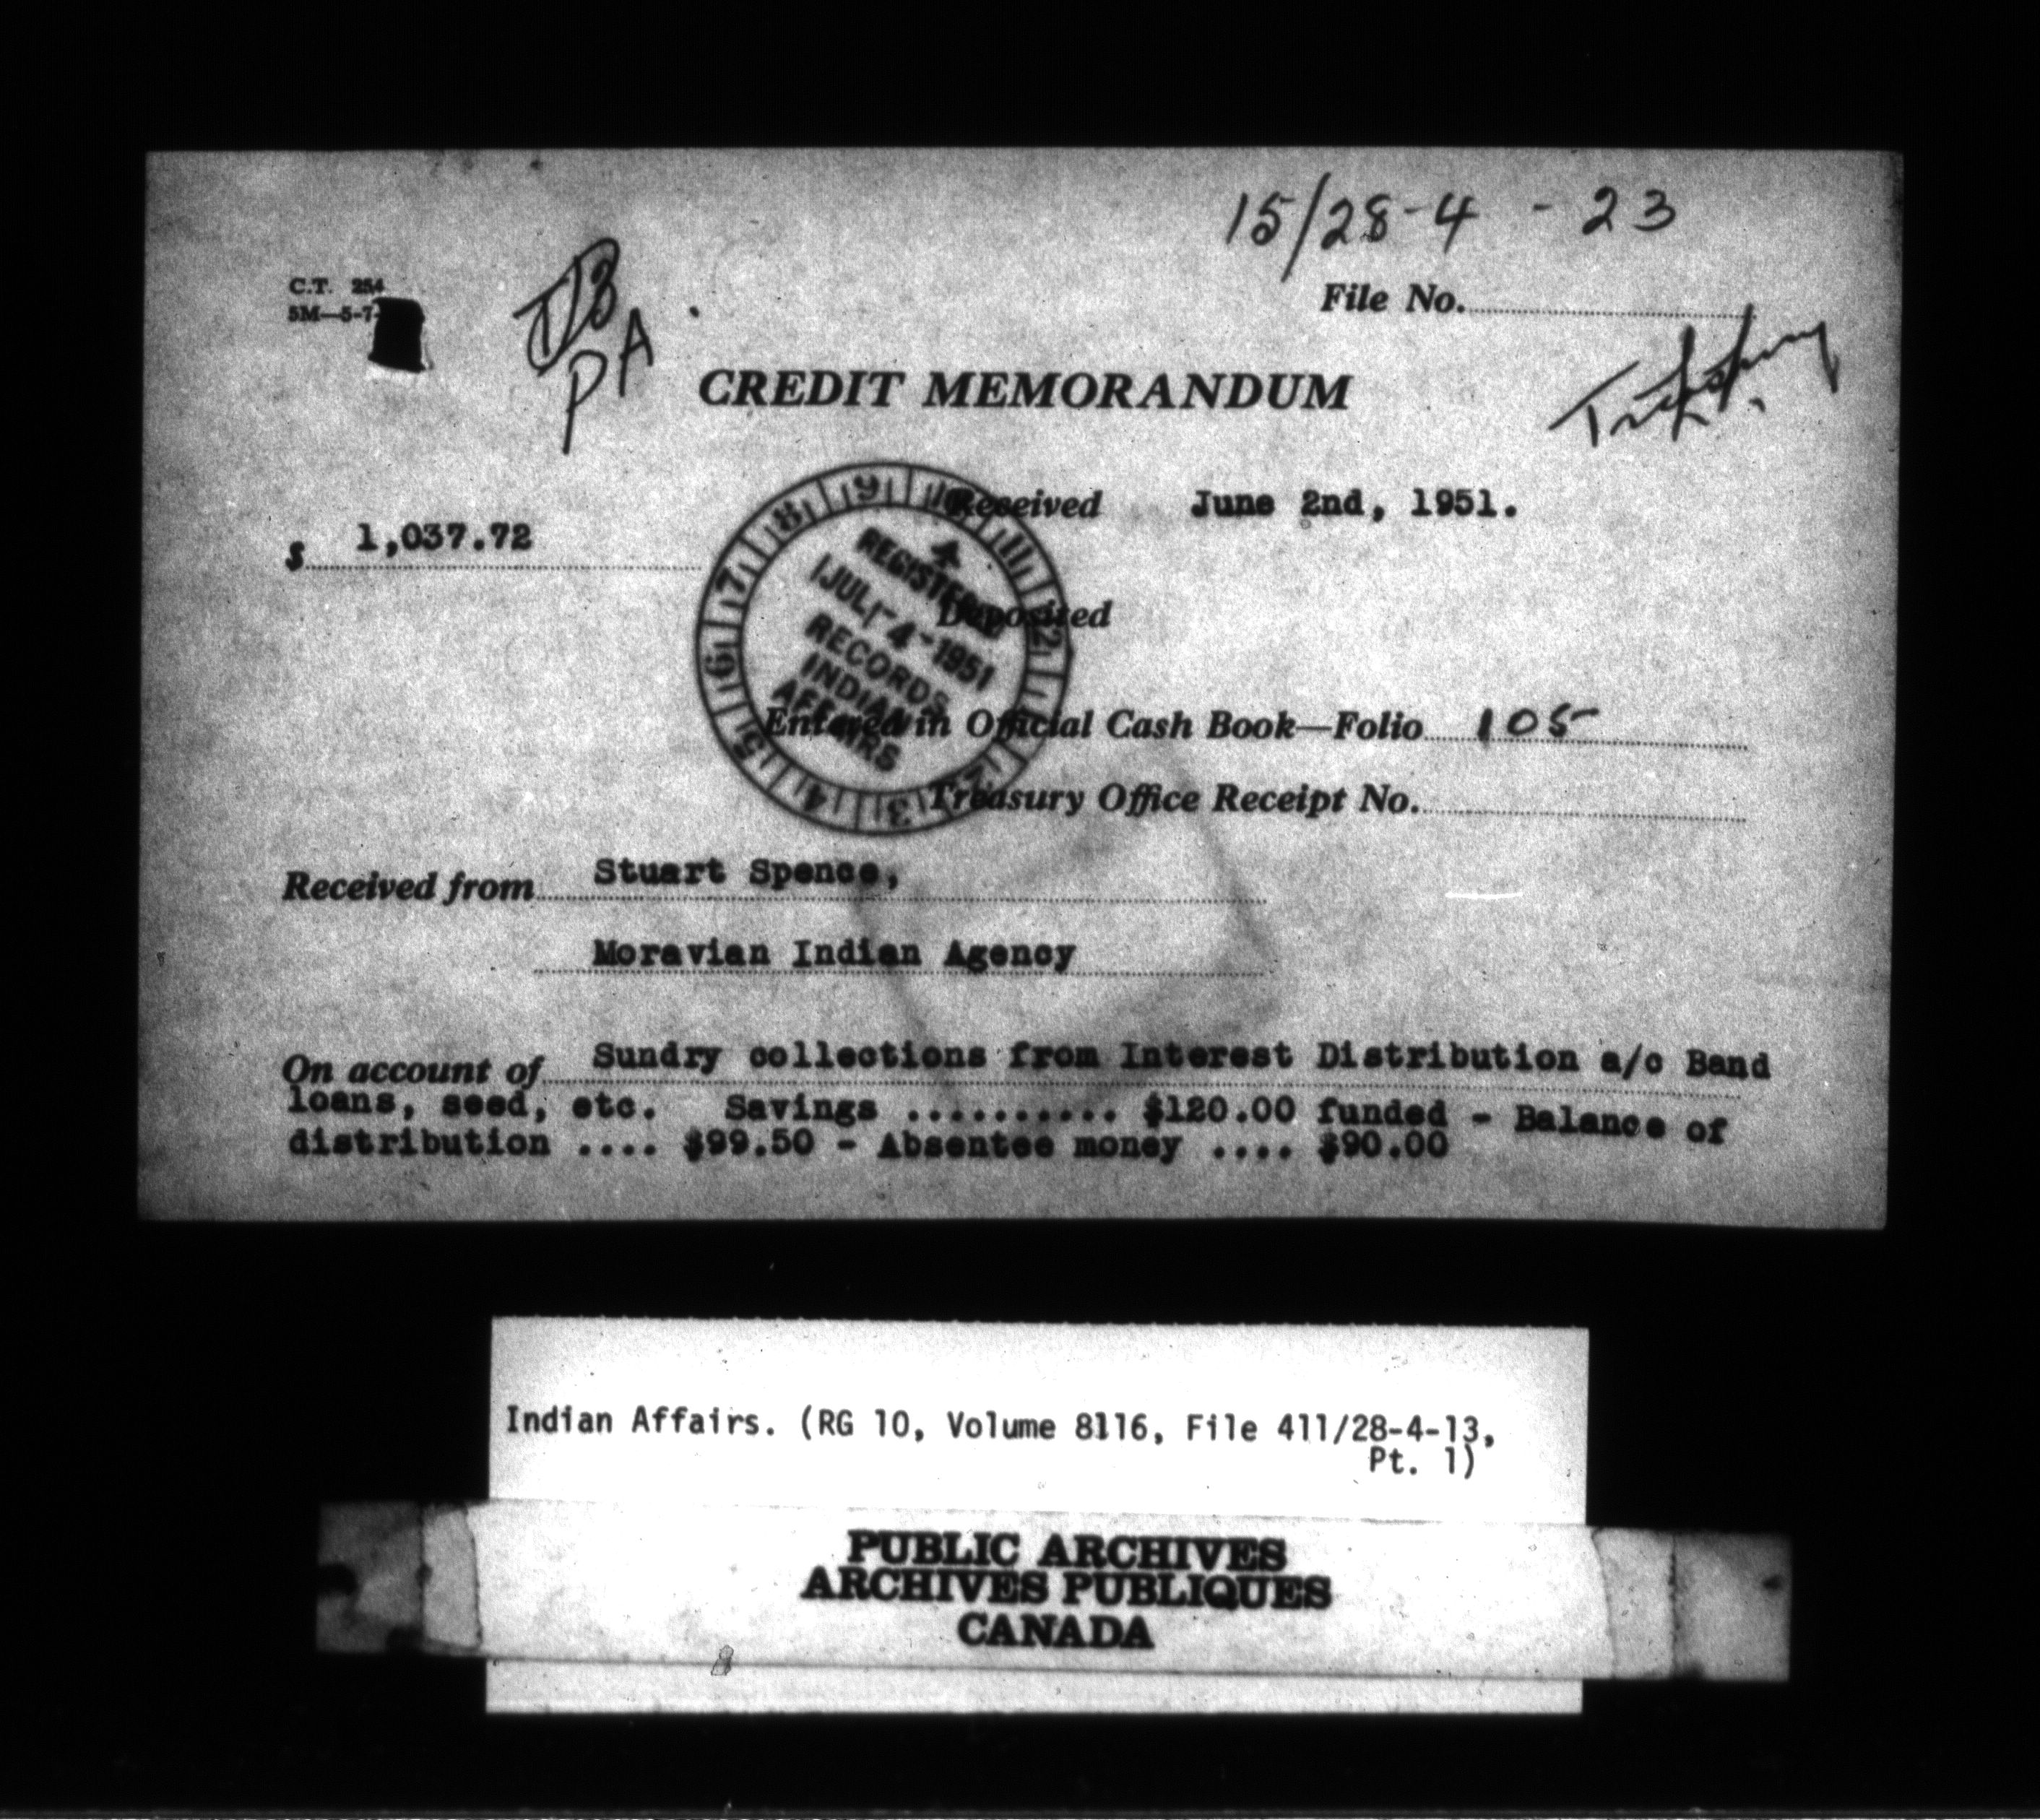 15/28-4 - 23
C.T. 254
5M—5-7-
File No.
PA
CREDIT MEMORANDUM
Received June 2nd, 1951.
$ 1,037.72
REGISTERED
JUL 4 - 1951
RECORDS
INDIAN
AFFAIRS
Deposited
Entered in Official Cash Book—Folio 105
Treasury Office Receipt No.
Received from Stuart Spence,
Moravian Indian Agency
On account of Sundry collections from Interest Distribution a/c Band
loans, seed, etc. Savings .......... $120.00 funded - Balance of
distribution .... $99.50 - Absentee money .... $90.00
Indian Affairs. (RG 10, Volume 8116, File 411/28-4-13,
Pt. 1)
PUBLIC ARCHIVES
ARCHIVES PUBLIQUES
CANADA